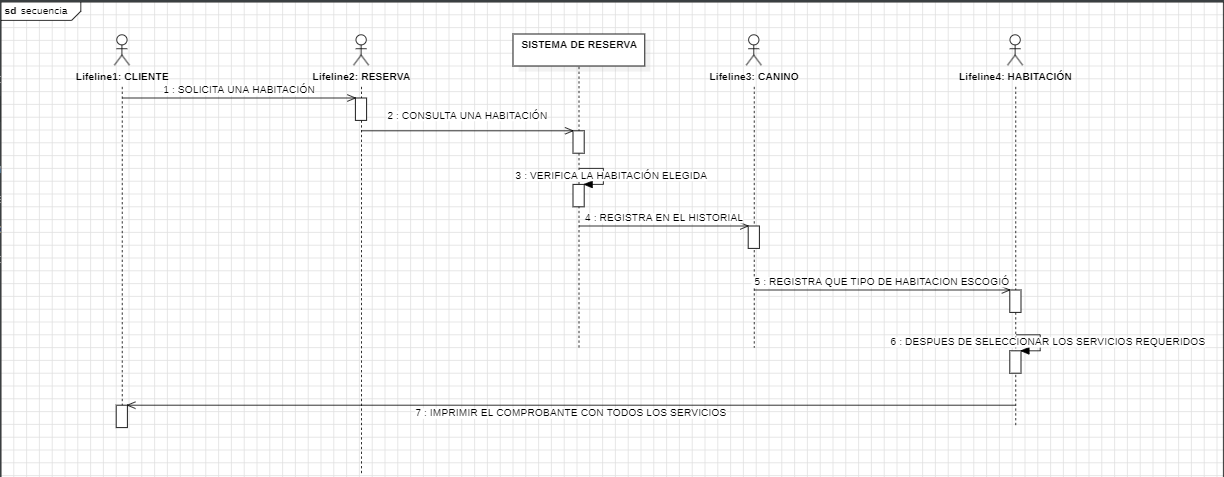 sd secuencia
SISTEMA DE RESERVA
Lifeline1: CLIENTE
Lifeline2: RESERVA
Lifeline3: CANINO
Lifeline4: HABITACIÓN
1 : SOLICITA UNA HABITACIÓN
2 : CONSULTA UNA HABITACIÓN
3 : VERIFICA LA HABITACIÓN ELEGIDA
4 : REGISTRA EN EL HISTORIAL
5 : REGISTRA QUE TIPO DE HABITACION ESCOGIÓ
6 : DESPUES DE SELECCIONAR LOS SERVICIOS REQUERIDOS
7 : IMPRIMIR EL COMPROBANTE CON TODOS LOS SERVICIOS